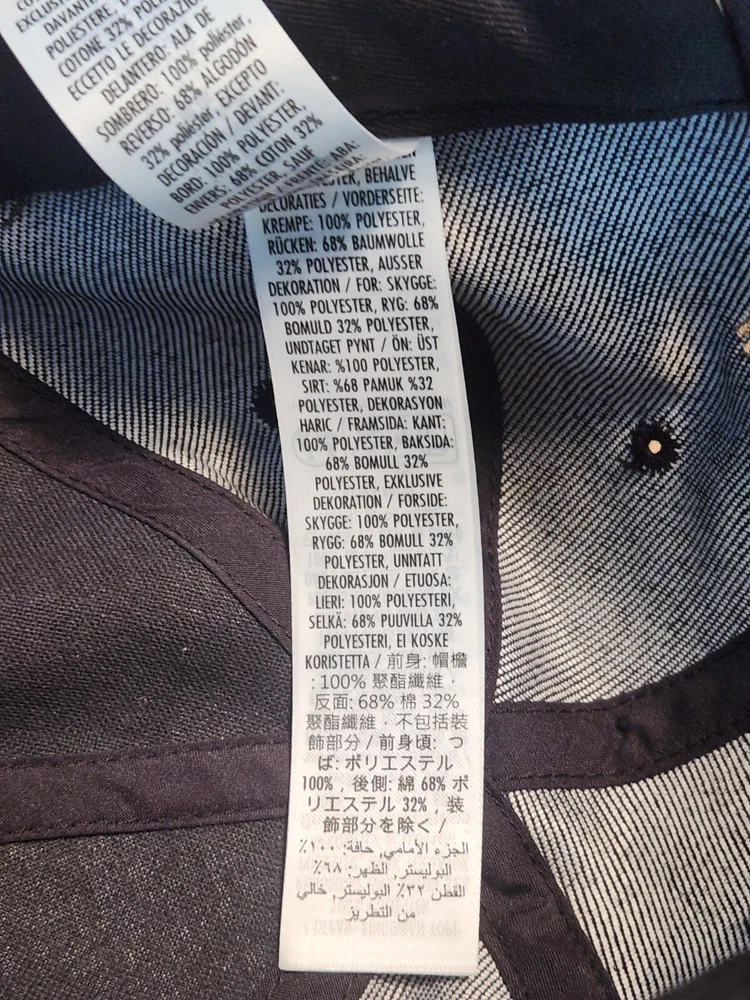 EXCLUS
DAVANTI
POLIESTERE, D
COTONE 32% POL
ECCETTO LE DECORAZIO
DELANTERO: ALA DE
SOMBRERO: 100% poliéster,
REVERSO: 68% ALGODÓN
32% poliéster, EXCEPTO
DECORACIÓN / DEVANT:
BORD: 100% POLYESTER,
ENVERS: 68% COTON 32%
POLYESTER, SAUF
ABA:
BEHALVE
DECORATIES / VORDERSEITE:
KREMPE: 100% POLYESTER,
RÜCKEN: 68% BAUMWOLLE
32% POLYESTER, AUSSER
DEKORATION / FOR: SKYGGE:
100% POLYESTER, RYG: 68%
BOMULD 32% POLYESTER,
UNDTAGET PYNT / ÖN: ÜST
KENAR: %100 POLYESTER,
SIRT: %68 PAMUK %32
POLYESTER, DEKORASYON
HARIC / FRAMSIDA: KANT:
100% POLYESTER, BAKSIDA:
68% BOMULL 32%
POLYESTER, EXKLUSIVE
DEKORATION / FORSIDE:
SKYGGE: 100% POLYESTER,
RYGG: 68% BOMULL 32%
POLYESTER, UNNTATT
DEKORASJON / ETUOSA:
LIERI: 100% POLYESTERI,
SELKÄ: 68% PUUVILLA 32%
POLYESTERI, EI KOSKE
KORISTETTA / 前身: 帽檐
: 100% 聚酯纖維，
反面: 68% 棉 32%
聚酯纖維，不包括裝
飾部分 / 前身頃: つ
ば: ポリエステル
100%，後側: 綿 68% ポ
リエステル 32%，装
飾部分を除く /
الجزء الأمامي, حافة: ١٠٠٪
البوليستر, الظهر: ٦٨٪
القطن ٣٢٪ البوليستر, خالي
من التطريز